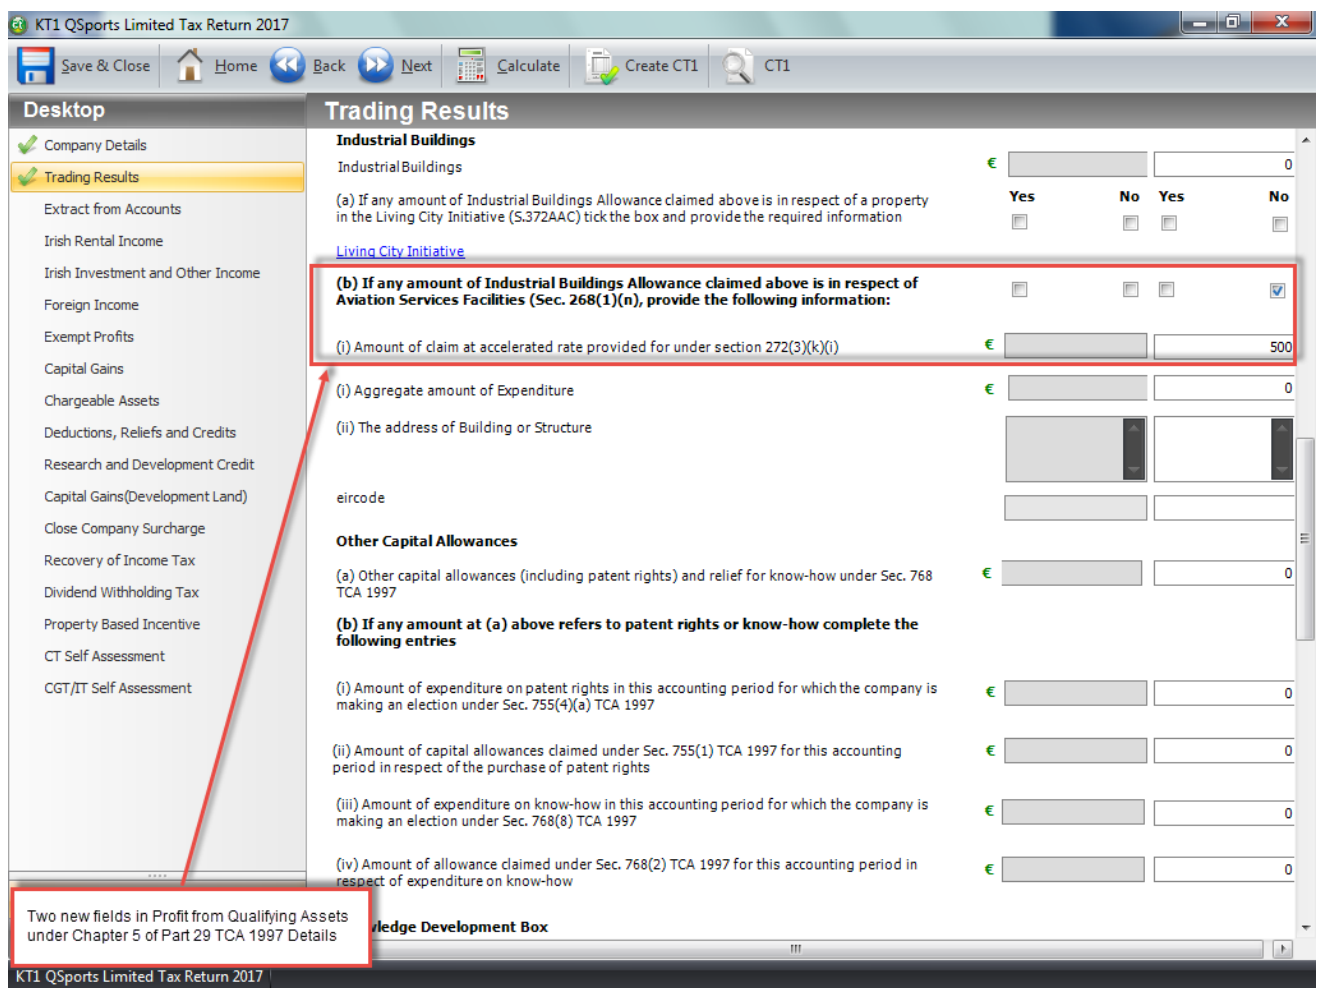 KT1 QSports Limited Tax Return 2017
Save & Close Home Back Next Calculate Create CT1 CT1
Desktop
Trading Results
Company Details
Trading Results
Extract from Accounts
Irish Rental Income
Irish Investment and Other Income
Foreign Income
Exempt Profits
Capital Gains
Chargeable Assets
Deductions, Reliefs and Credits
Research and Development Credit
Capital Gains(Development Land)
Close Company Surcharge
Recovery of Income Tax
Dividend Withholding Tax
Property Based Incentive
CT Self Assessment
CGT/IT Self Assessment
Industrial Buildings
Industrial Buildings € 0
Yes No Yes No
(a) If any amount of Industrial Buildings Allowance claimed above is in respect of a property
in the Living City Initiative (S.372AAC) tick the box and provide the required information
Living City Initiative
(b) If any amount of Industrial Buildings Allowance claimed above is in respect of
Aviation Services Facilities (Sec. 268(1)(n), provide the following information:
(i) Amount of claim at accelerated rate provided for under section 272(3)(k)(i) € 500
(i) Aggregate amount of Expenditure € 0
(ii) The address of Building or Structure
eircode
Other Capital Allowances
(a) Other capital allowances (including patent rights) and relief for know-how under Sec. 768 € 0
TCA 1997
(b) If any amount at (a) above refers to patent rights or know-how complete the
following entries
(i) Amount of expenditure on patent rights in this accounting period for which the company is € 0
making an election under Sec. 755(4)(a) TCA 1997
(ii) Amount of capital allowances claimed under Sec. 755(1) TCA 1997 for this accounting € 0
period in respect of the purchase of patent rights
(iii) Amount of expenditure on know-how in this accounting period for which the company is € 0
making an election under Sec. 768(8) TCA 1997
(iv) Amount of allowance claimed under Sec. 768(2) TCA 1997 for this accounting period in € 0
respect of expenditure on know-how
ledge Development Box
Two new fields in Profit from Qualifying Assets
under Chapter 5 of Part 29 TCA 1997 Details
KT1 QSports Limited Tax Return 2017